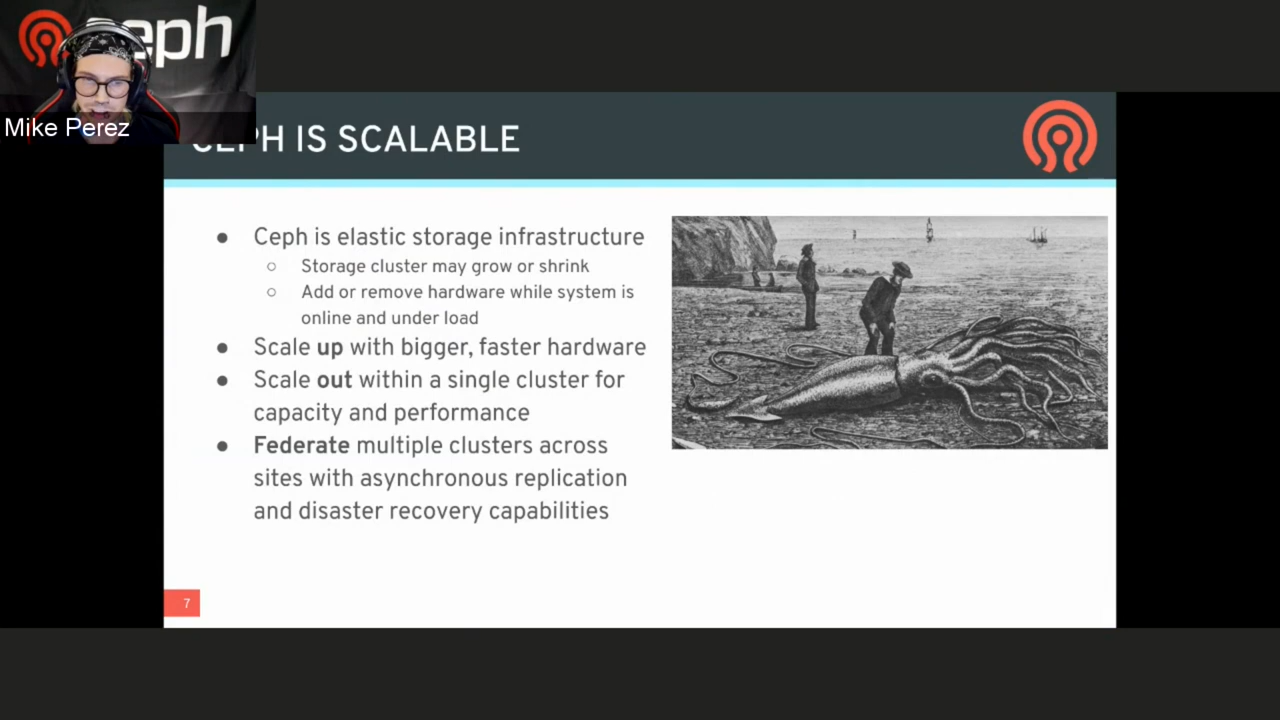 ceph
Mike Perez
CEPH IS SCALABLE
● Ceph is elastic storage infrastructure
○ Storage cluster may grow or shrink
○ Add or remove hardware while system is
online and under load
● Scale up with bigger, faster hardware
● Scale out within a single cluster for
capacity and performance
● Federate multiple clusters across
sites with asynchronous replication
and disaster recovery capabilities
7